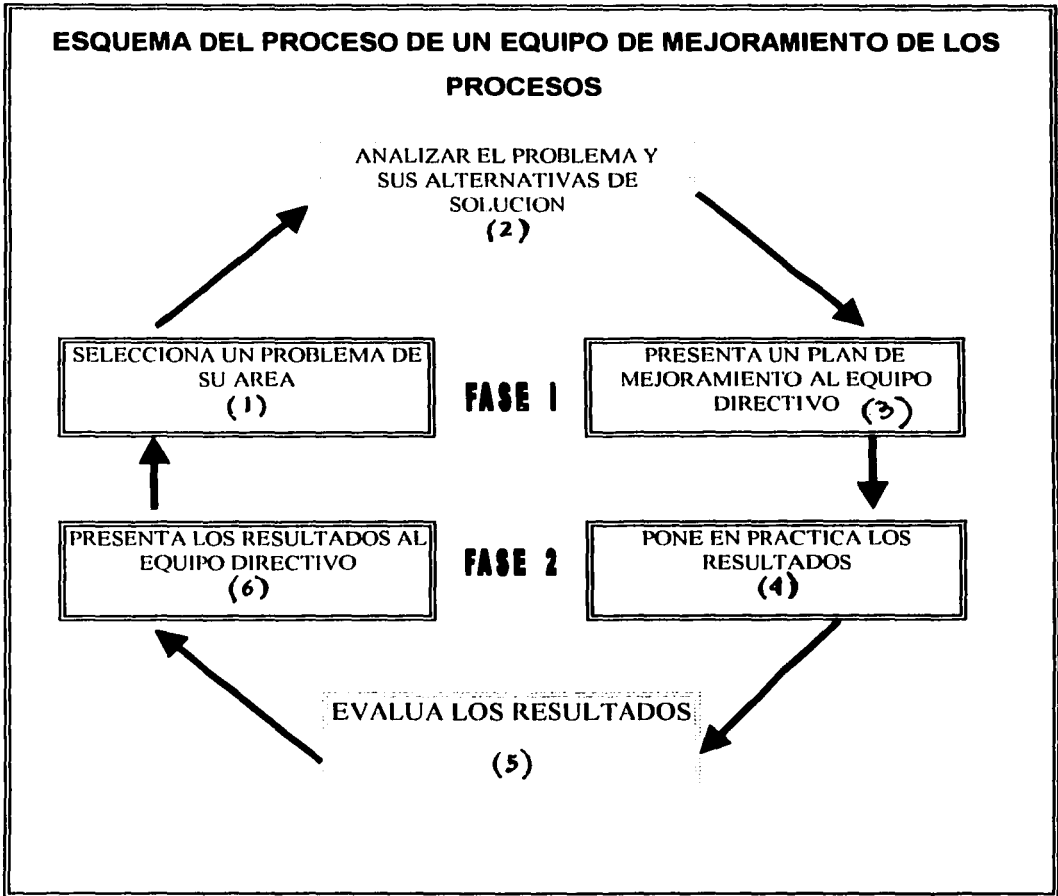 ESQUEMA DEL PROCESO DE UN EQUIPO DE MEJORAMIENTO DE LOS
PROCESOS
ANALIZAR EL PROBLEMA Y
SUS ALTERNATIVAS DE
SOLUCION
(2)
SELECCIONA UN PROBLEMA DE
SU AREA
(1)
FASE 1
PRESENTA UN PLAN DE
MEJORAMIENTO AL EQUIPO
DIRECTIVO (3)
PRESENTA LOS RESULTADOS AL
EQUIPO DIRECTIVO
(6)
FASE 2
PONE EN PRACTICA LOS
RESULTADOS
(4)
EVALUA LOS RESULTADOS
(5)